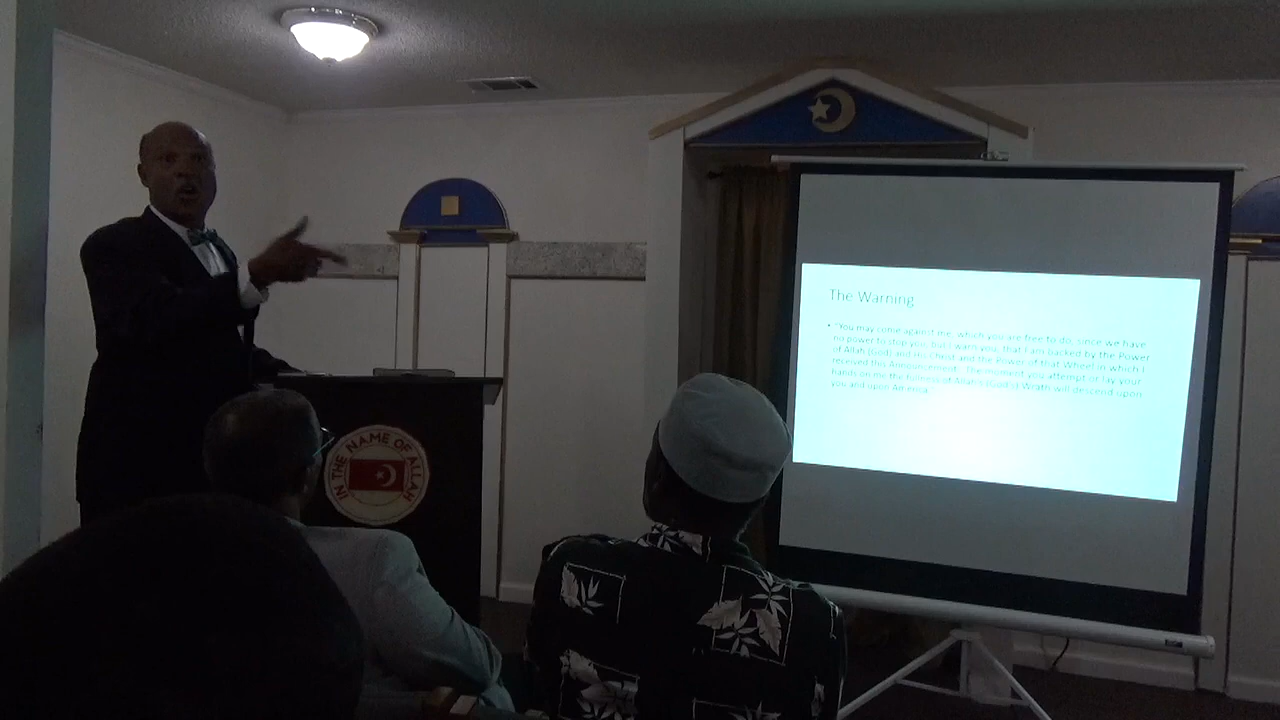 IN THE NAME OF ALLAH
The Warning
• "You may come against me, which you are free to do, since we have
no power to stop you, but I warn you, that I am backed by the Power
of Allah (God) and His Christ and the Power of that Wheel in which I
received this Announcement. The moment you attempt or lay your
hands on me the fullness of Allah's (God's) Wrath will descend upon
you and upon America.